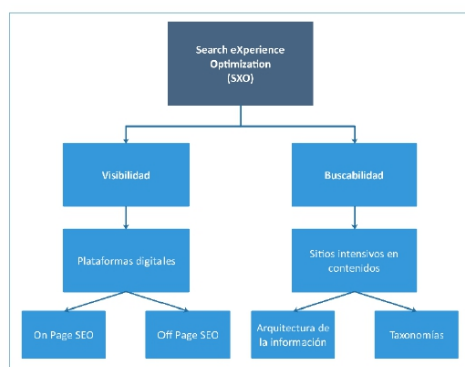 Search eXperience
Optimization
(SXO)
Visibilidad
Buscabilidad
Plataformas digitales
Sitios intensivos en
contenidos
On Page SEO
Off Page SEO
Arquitectura de
la información
Taxonomías